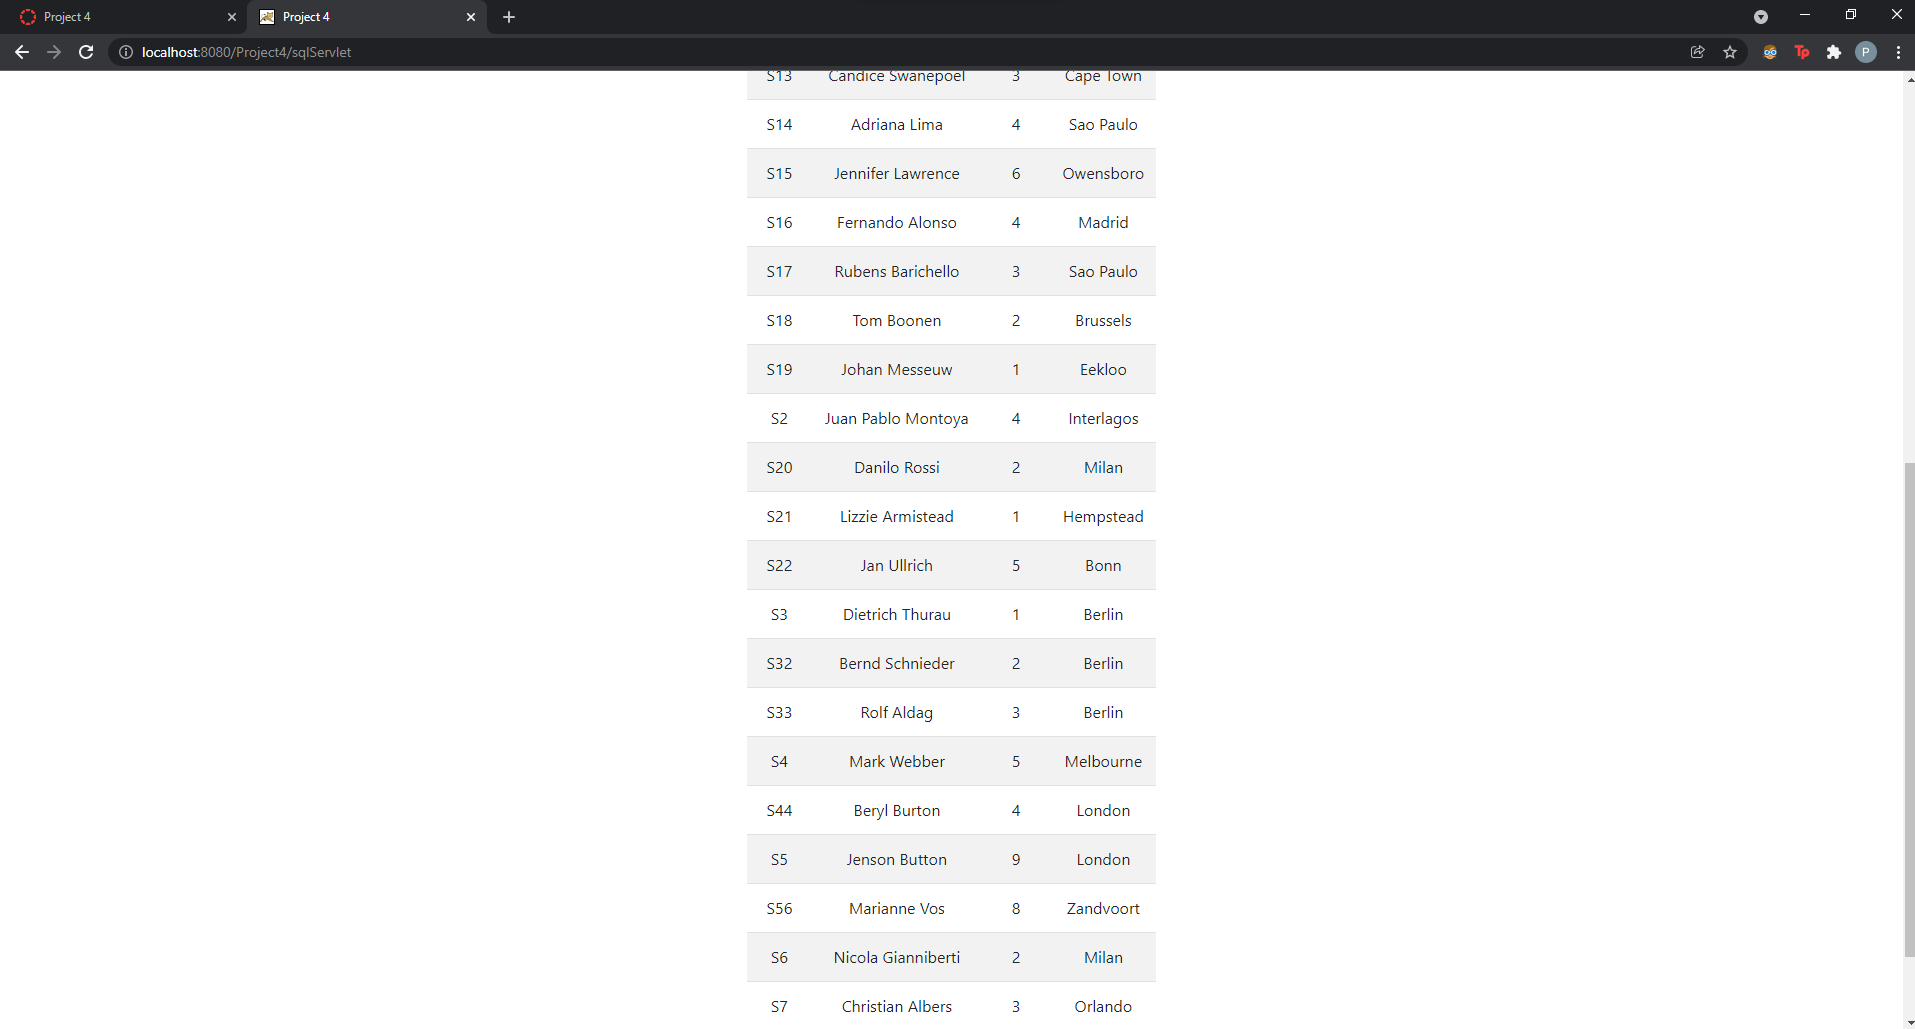 Project 4
Project 4
localhost:8080/Project4/sqlServlet
Tp
P
S13 Candice Swanepoel 3 Cape Town
S14 Adriana Lima 4 Sao Paulo
S15 Jennifer Lawrence 6 Owensboro
S16 Fernando Alonso 4 Madrid
S17 Rubens Barichello 3 Sao Paulo
S18 Tom Boonen 2 Brussels
S19 Johan Messeuw 1 Eekloo
S2 Juan Pablo Montoya 4 Interlagos
S20 Danilo Rossi 2 Milan
S21 Lizzie Armistead 1 Hempstead
S22 Jan Ullrich 5 Bonn
S3 Dietrich Thurau 1 Berlin
S32 Bernd Schnieder 2 Berlin
S33 Rolf Aldag 3 Berlin
S4 Mark Webber 5 Melbourne
S44 Beryl Burton 4 London
S5 Jenson Button 9 London
S56 Marianne Vos 8 Zandvoort
S6 Nicola Gianniberti 2 Milan
S7 Christian Albers 3 Orlando